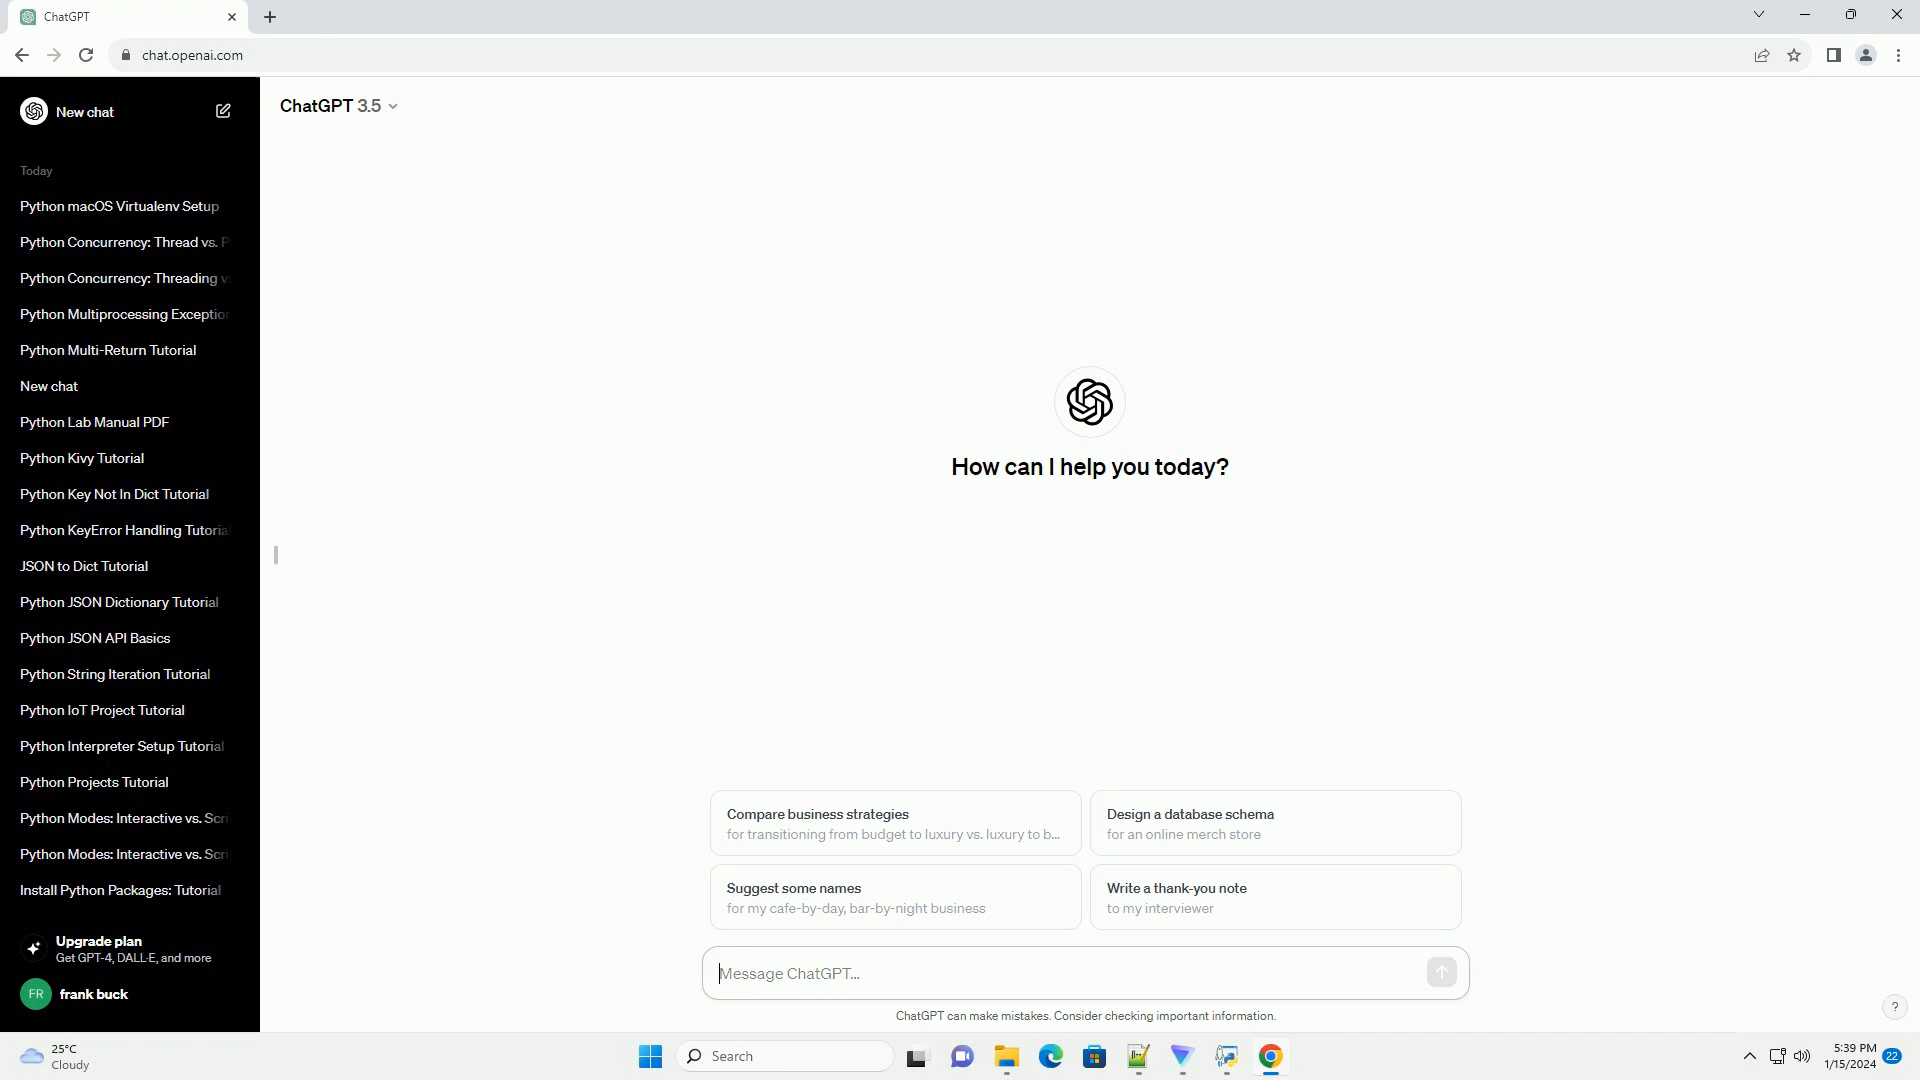 ChatGPT
chat.openai.com
New chat
Today
Python macOS Virtualenv Setup
Python Concurrency: Thread vs. P
Python Concurrency: Threading v
Python Multiprocessing Exception
Python Multi-Return Tutorial
New chat
Python Lab Manual PDF
Python Kivy Tutorial
Python Key Not In Dict Tutorial
Python KeyError Handling Tutoria
JSON to Dict Tutorial
Python JSON Dictionary Tutorial
Python JSON API Basics
Python String Iteration Tutorial
Python IoT Project Tutorial
Python Interpreter Setup Tutorial
Python Projects Tutorial
Python Modes: Interactive vs. Scri
Python Modes: Interactive vs. Scri
Install Python Packages: Tutorial
Upgrade plan
Get GPT-4, DALL·E, and more
FR frank buck
ChatGPT 3.5
How can I help you today?
Compare business strategies
for transitioning from budget to luxury vs. luxury to b...
Design a database schema
for an online merch store
Suggest some names
for my cafe-by-day, bar-by-night business
Write a thank-you note
to my interviewer
Message ChatGPT...
ChatGPT can make mistakes. Consider checking important information.
?
25°C
Cloudy
Search
5:39 PM
1/15/2024
22